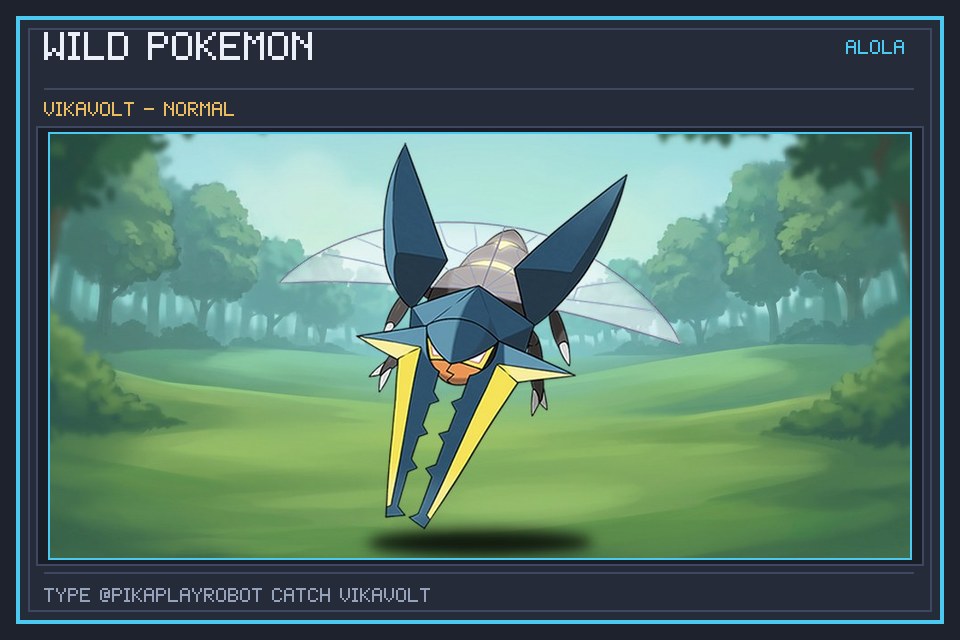 WILD POKEMON
ALOLA
VIKAVOLT - NORMAL
TYPE @PIKAPLAYROBOT CATCH VIKAVOLT